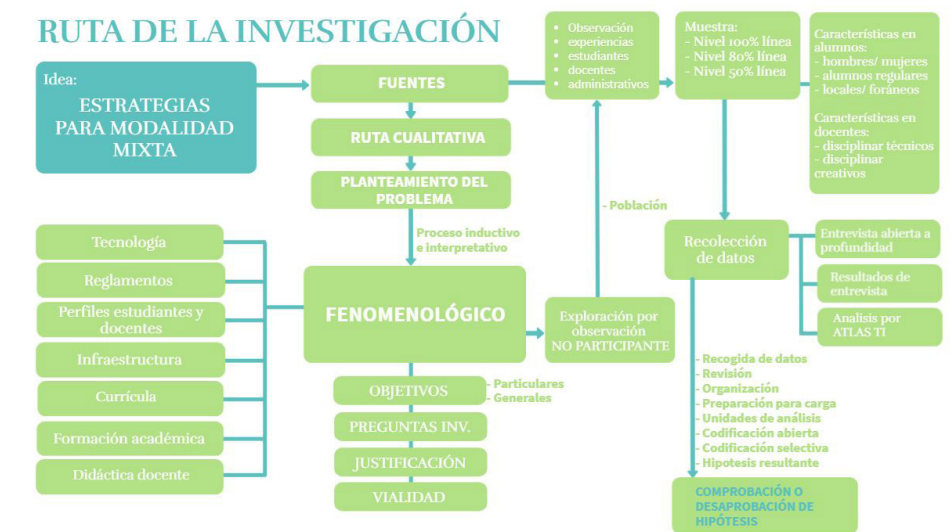 RUTA DE LA INVESTIGACIÓN
Idea:
ESTRATEGIAS
PARA MODALIDAD
MIXTA
FUENTES
RUTA CUALITATIVA
PLANTEAMIENTO DEL
PROBLEMA
Proceso inductivo
e interpretativo
FENOMENOLÓGICO
Tecnología
Reglamentos
Perfiles estudiantes y
docentes
Infraestructura
Currícula
Formación académica
Didáctica docente
OBJETIVOS
- Particulares
- Generales
PREGUNTAS INV.
JUSTIFICACIÓN
VIALIDAD
Exploración por
observación
NO PARTICIPANTE
- Población
• Observación
• experiencias
• estudiantes
• docentes
• administrativos
Muestra:
- Nivel 100% línea
- Nivel 80% línea
- Nivel 50% línea
Características en
alumnos:
- hombres/ mujeres
- alumnos regulares
- locales/ foráneos
Características en
docentes:
- disciplinar técnicos
- disciplinar
creativos
Recolección
de datos
Entrevista abierta a
profundidad
Resultados de
entrevista
Analisis por
ATLAS TI
- Recogida de datos
- Revisión
- Organización
- Preparación para carga
- Unidades de análisis
- Codificación abierta
- Codificación selectiva
- Hipotesis resultante
COMPROBACIÓN O
DESAPROBACIÓN DE
HIPÓTESIS